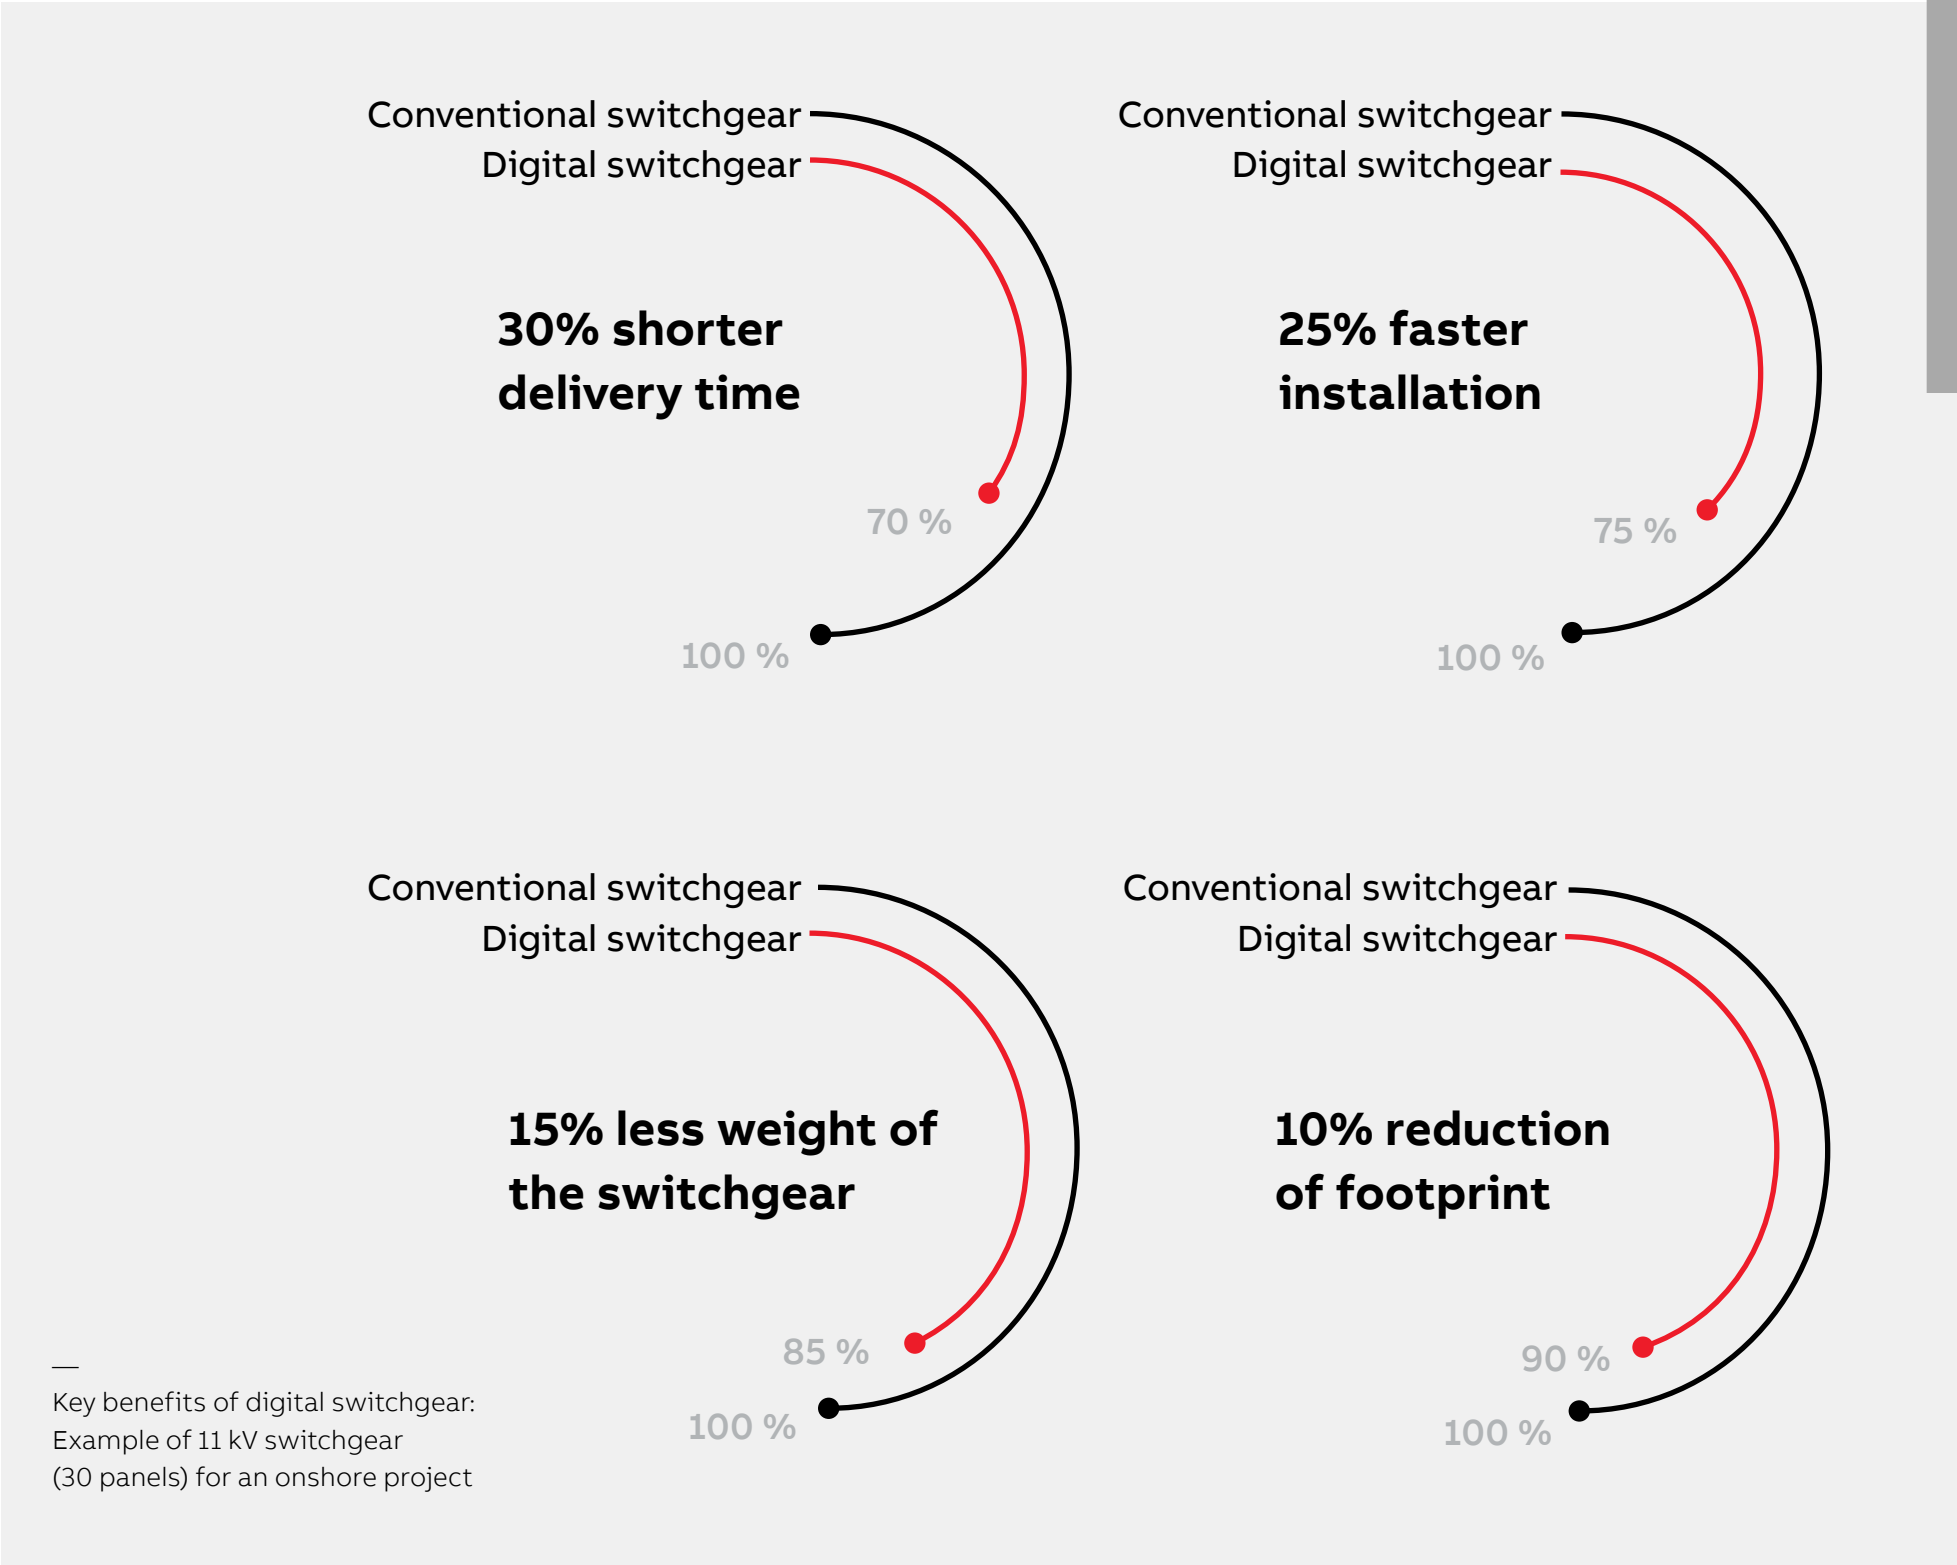 Conventional switchgear
Digital switchgear
30% shorter
delivery time
70 %
100 %
Conventional switchgear
Digital switchgear
25% faster
installation
75 %
100 %
Conventional switchgear
Digital switchgear
15% less weight of
the switchgear
85 %
100 %
Conventional switchgear
Digital switchgear
10% reduction
of footprint
90 %
100 %
Key benefits of digital switchgear:
Example of 11 kV switchgear
(30 panels) for an onshore project